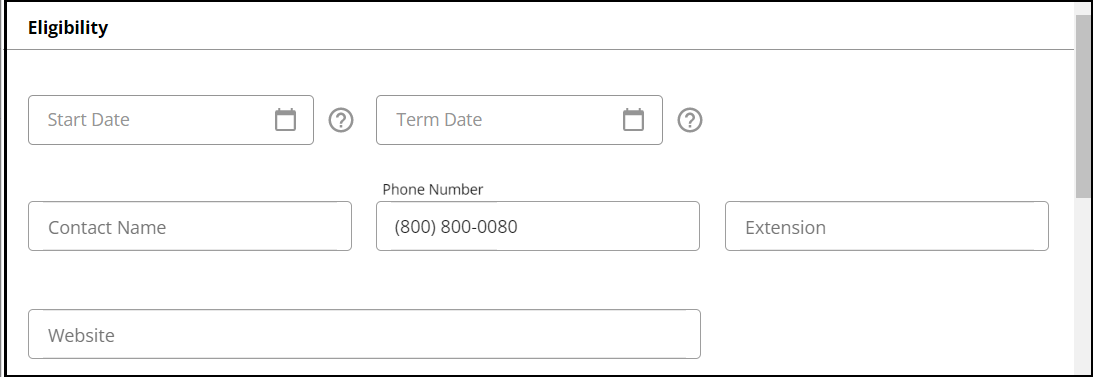 Eligibility
Start Date
Term Date
Phone Number
Contact Name
(800) 800-0080
Extension
Website